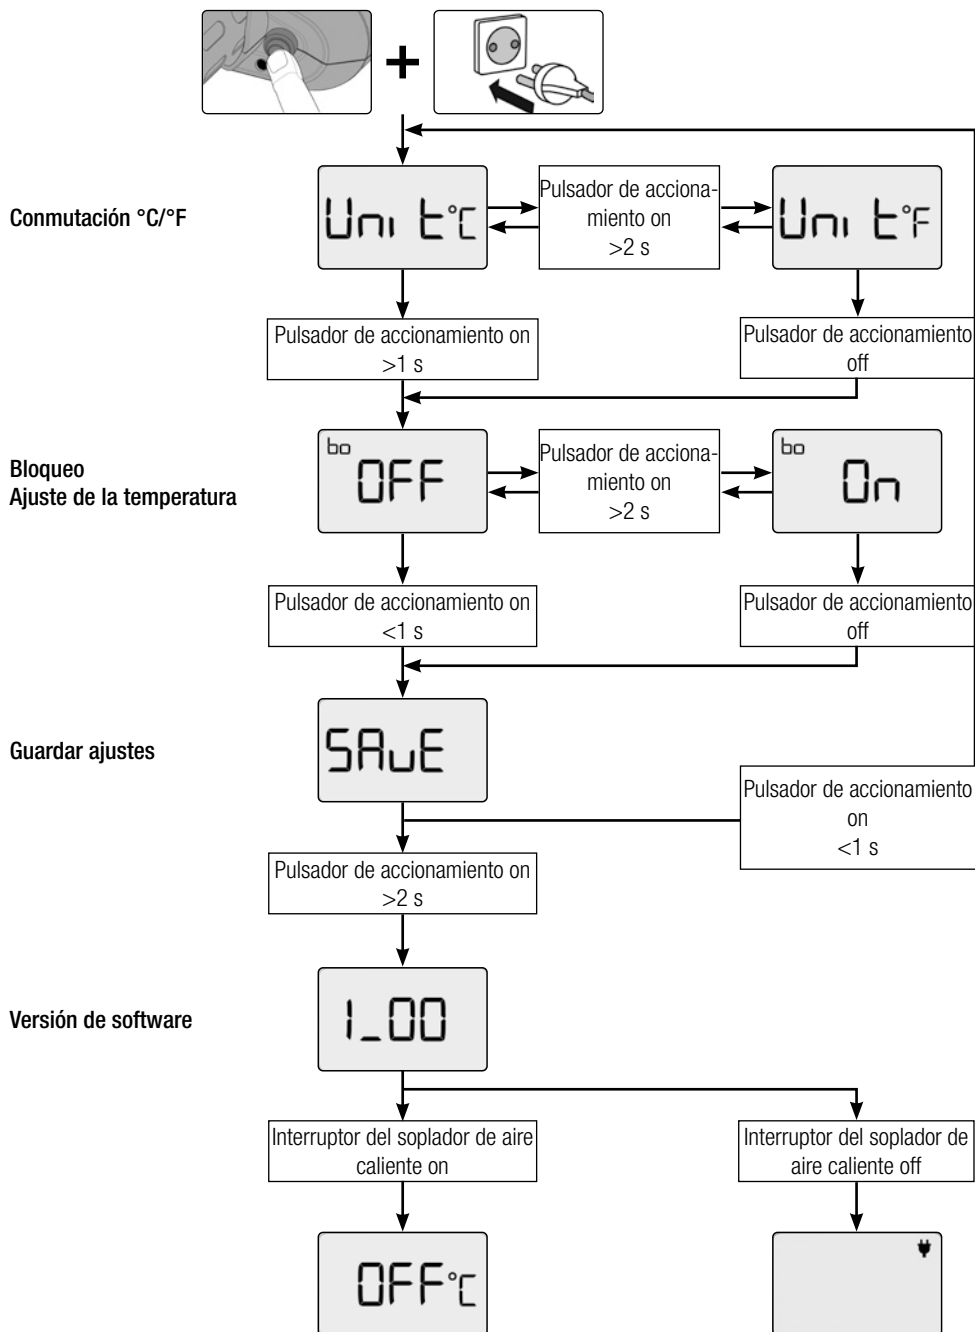 Conmutación °C/°F
Unit°C
Pulsador de acciona-
miento on
>2 s
Unit°F
Pulsador de accionamiento on
>1 s
Pulsador de accionamiento
off
Bloqueo
Ajuste de la temperatura
bo
OFF
Pulsador de acciona-
miento on
>2 s
bo
On
Pulsador de accionamiento on
<1 s
Pulsador de accionamiento
off
Guardar ajustes
SAvE
Pulsador de accionamiento
on
<1 s
Pulsador de accionamiento on
>2 s
Versión de software
1_00
Interruptor del soplador de aire
caliente on
Interruptor del soplador de
aire caliente off
OFF°C